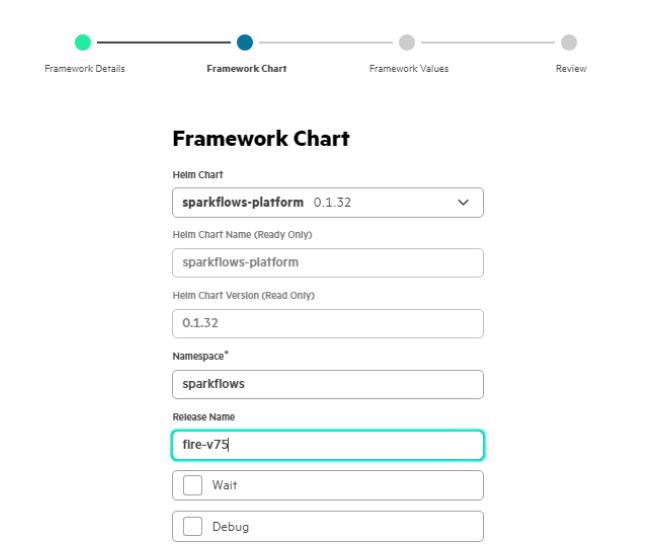 Framework Details Framework Chart Framework Values Review
Framework Chart
Helm Chart
sparkflows-platform 0.1.32
Helm Chart Name (Ready Only)
sparkflows-platform
Helm Chart Version (Read Only)
0.1.32
Namespace*
sparkflows
Release Name
fire-v75
Wait
Debug